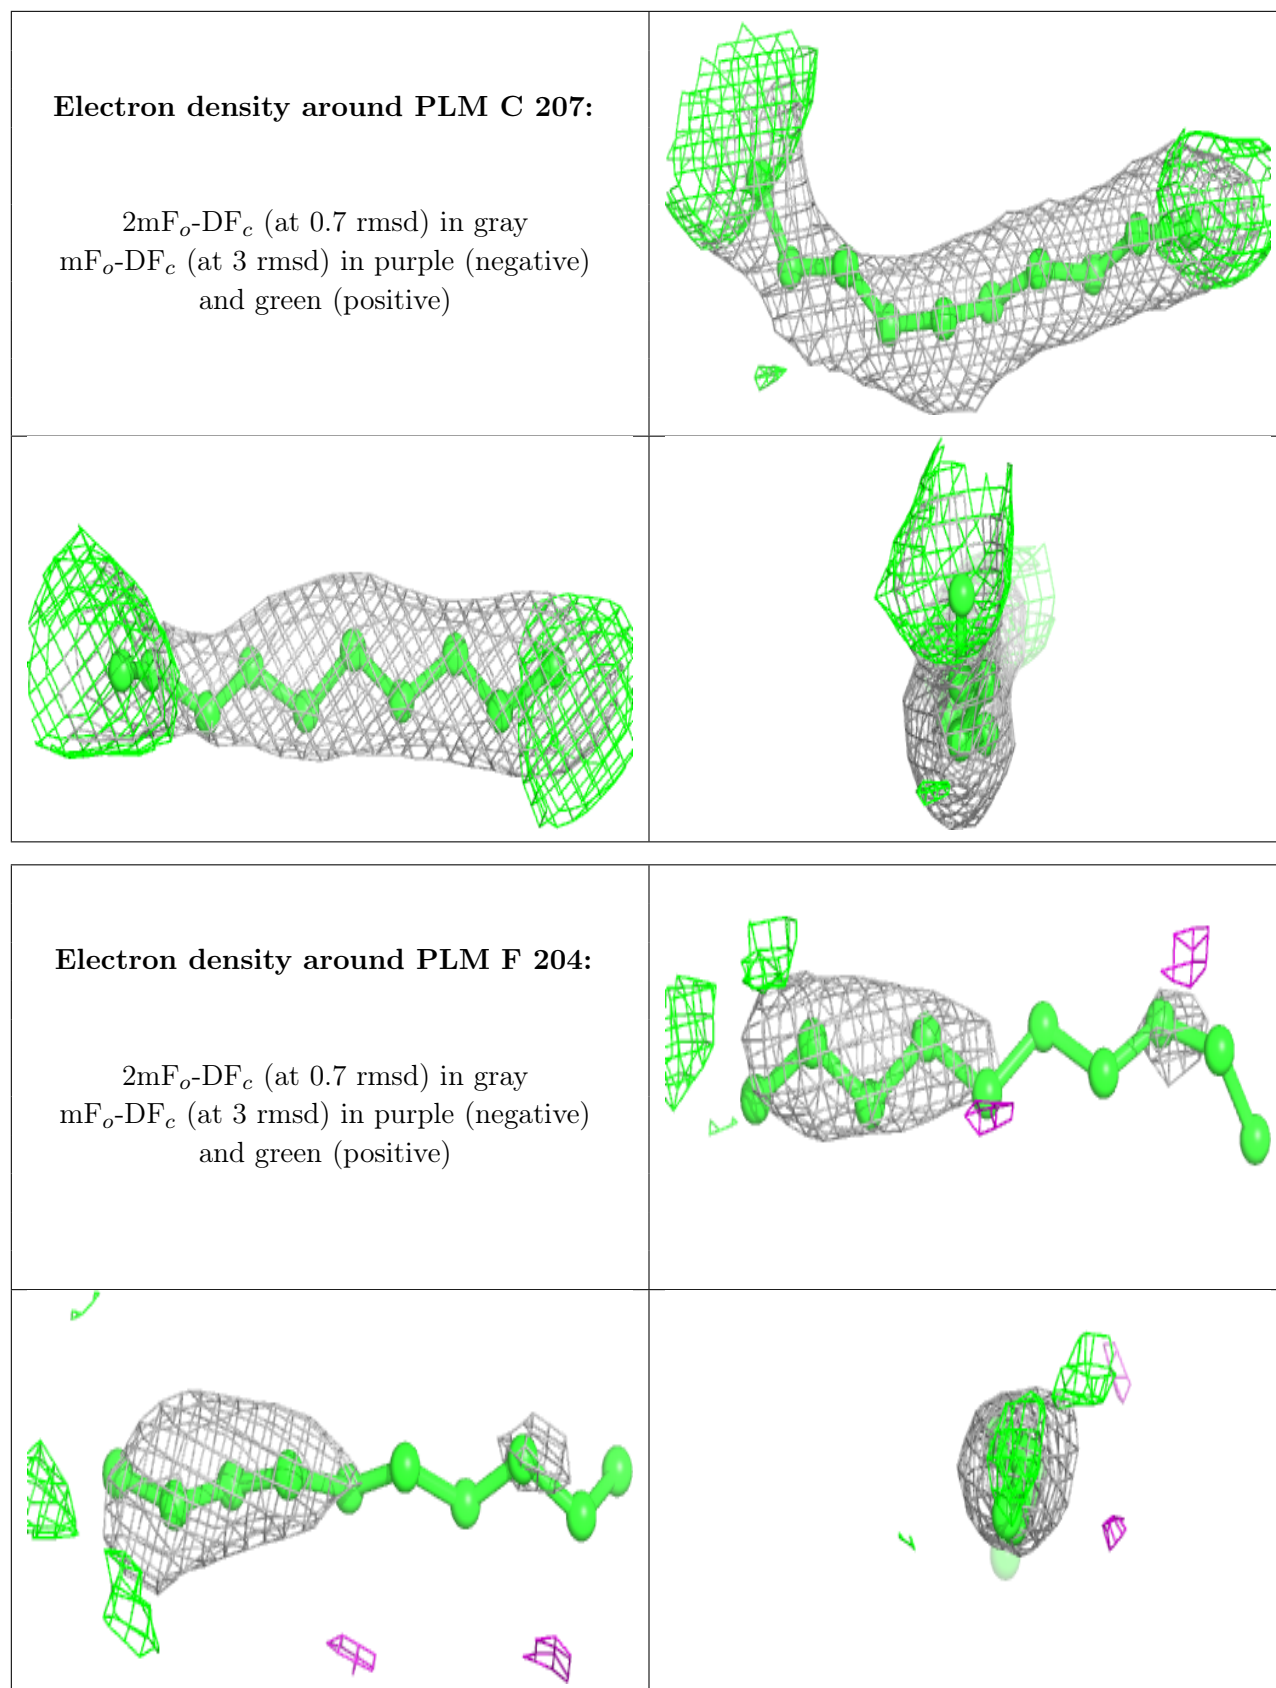 Electron density around PLM C 207:
2mFo-DFc (at 0.7 rmsd) in gray
mFo-DFc (at 3 rmsd) in purple (negative)
and green (positive)
Electron density around PLM F 204:
2mFo-DFc (at 0.7 rmsd) in gray
mFo-DFc (at 3 rmsd) in purple (negative)
and green (positive)